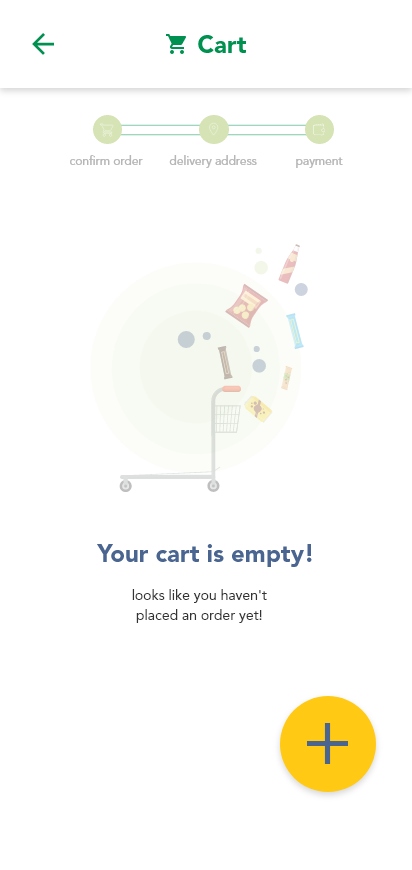 Cart
confirm order delivery address payment
Your cart is empty!
looks like you haven't
placed an order yet!